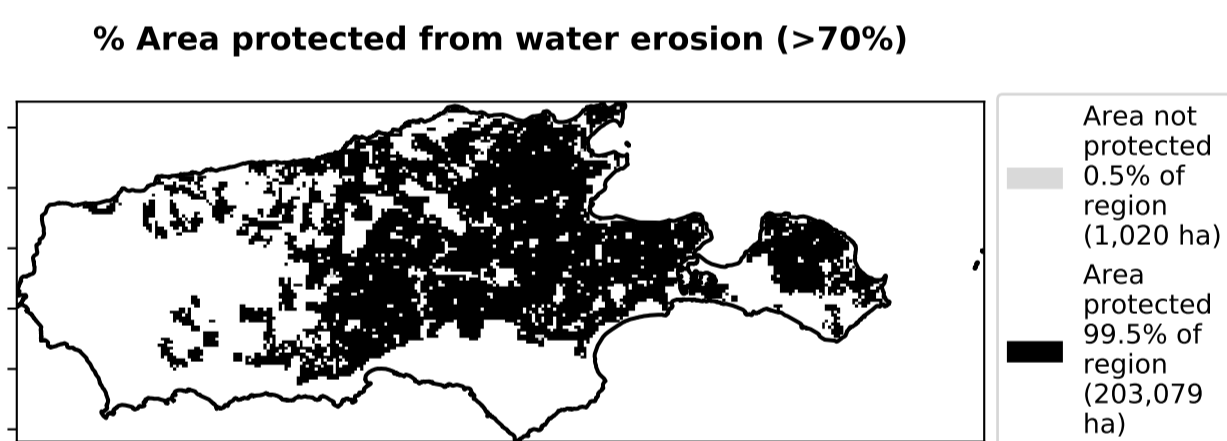 % Area protected from water erosion (>70%)
Area not
protected
0.5% of
region
(1,020 ha)
Area
protected
99.5% of
region
(203,079
ha)